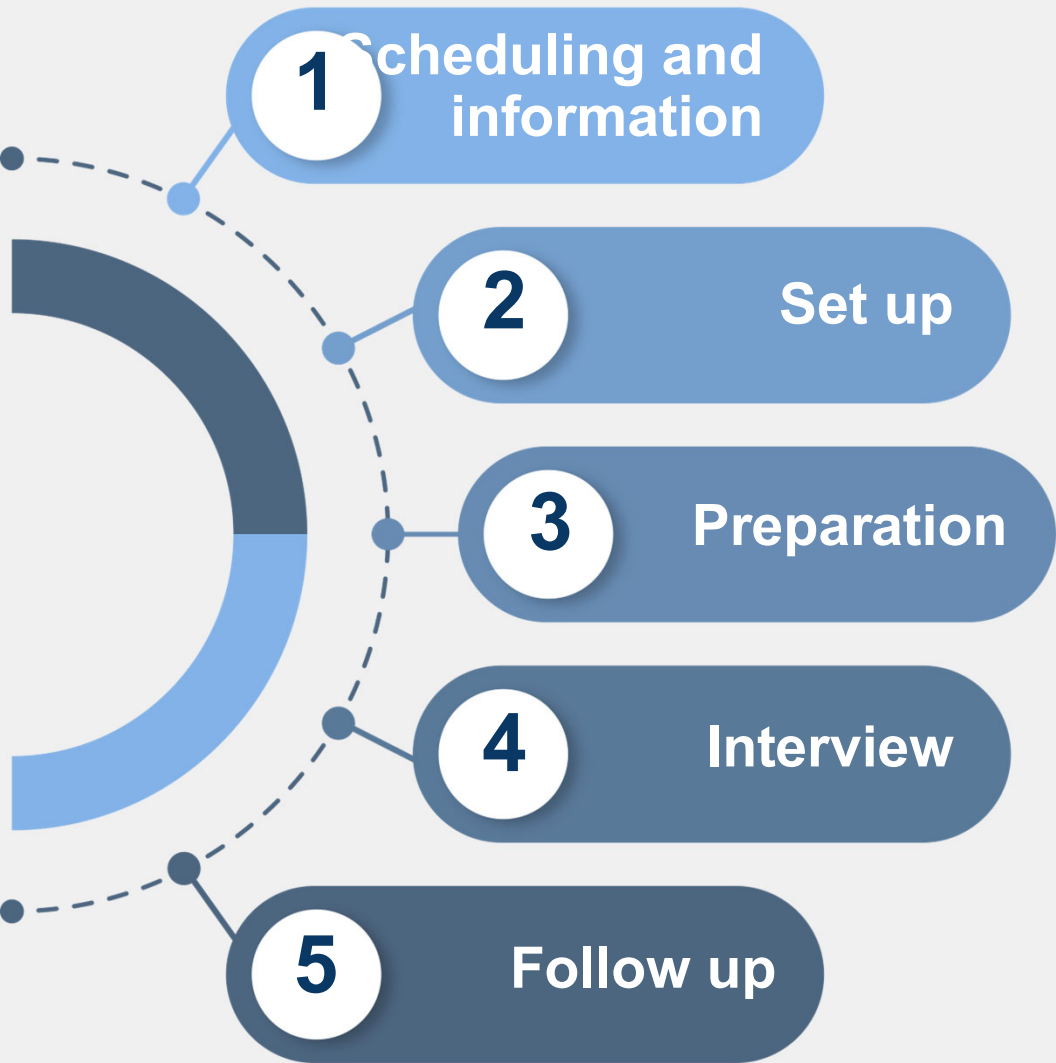 1
Scheduling and
information
2
Set up
3
Preparation
4
Interview
5
Follow up